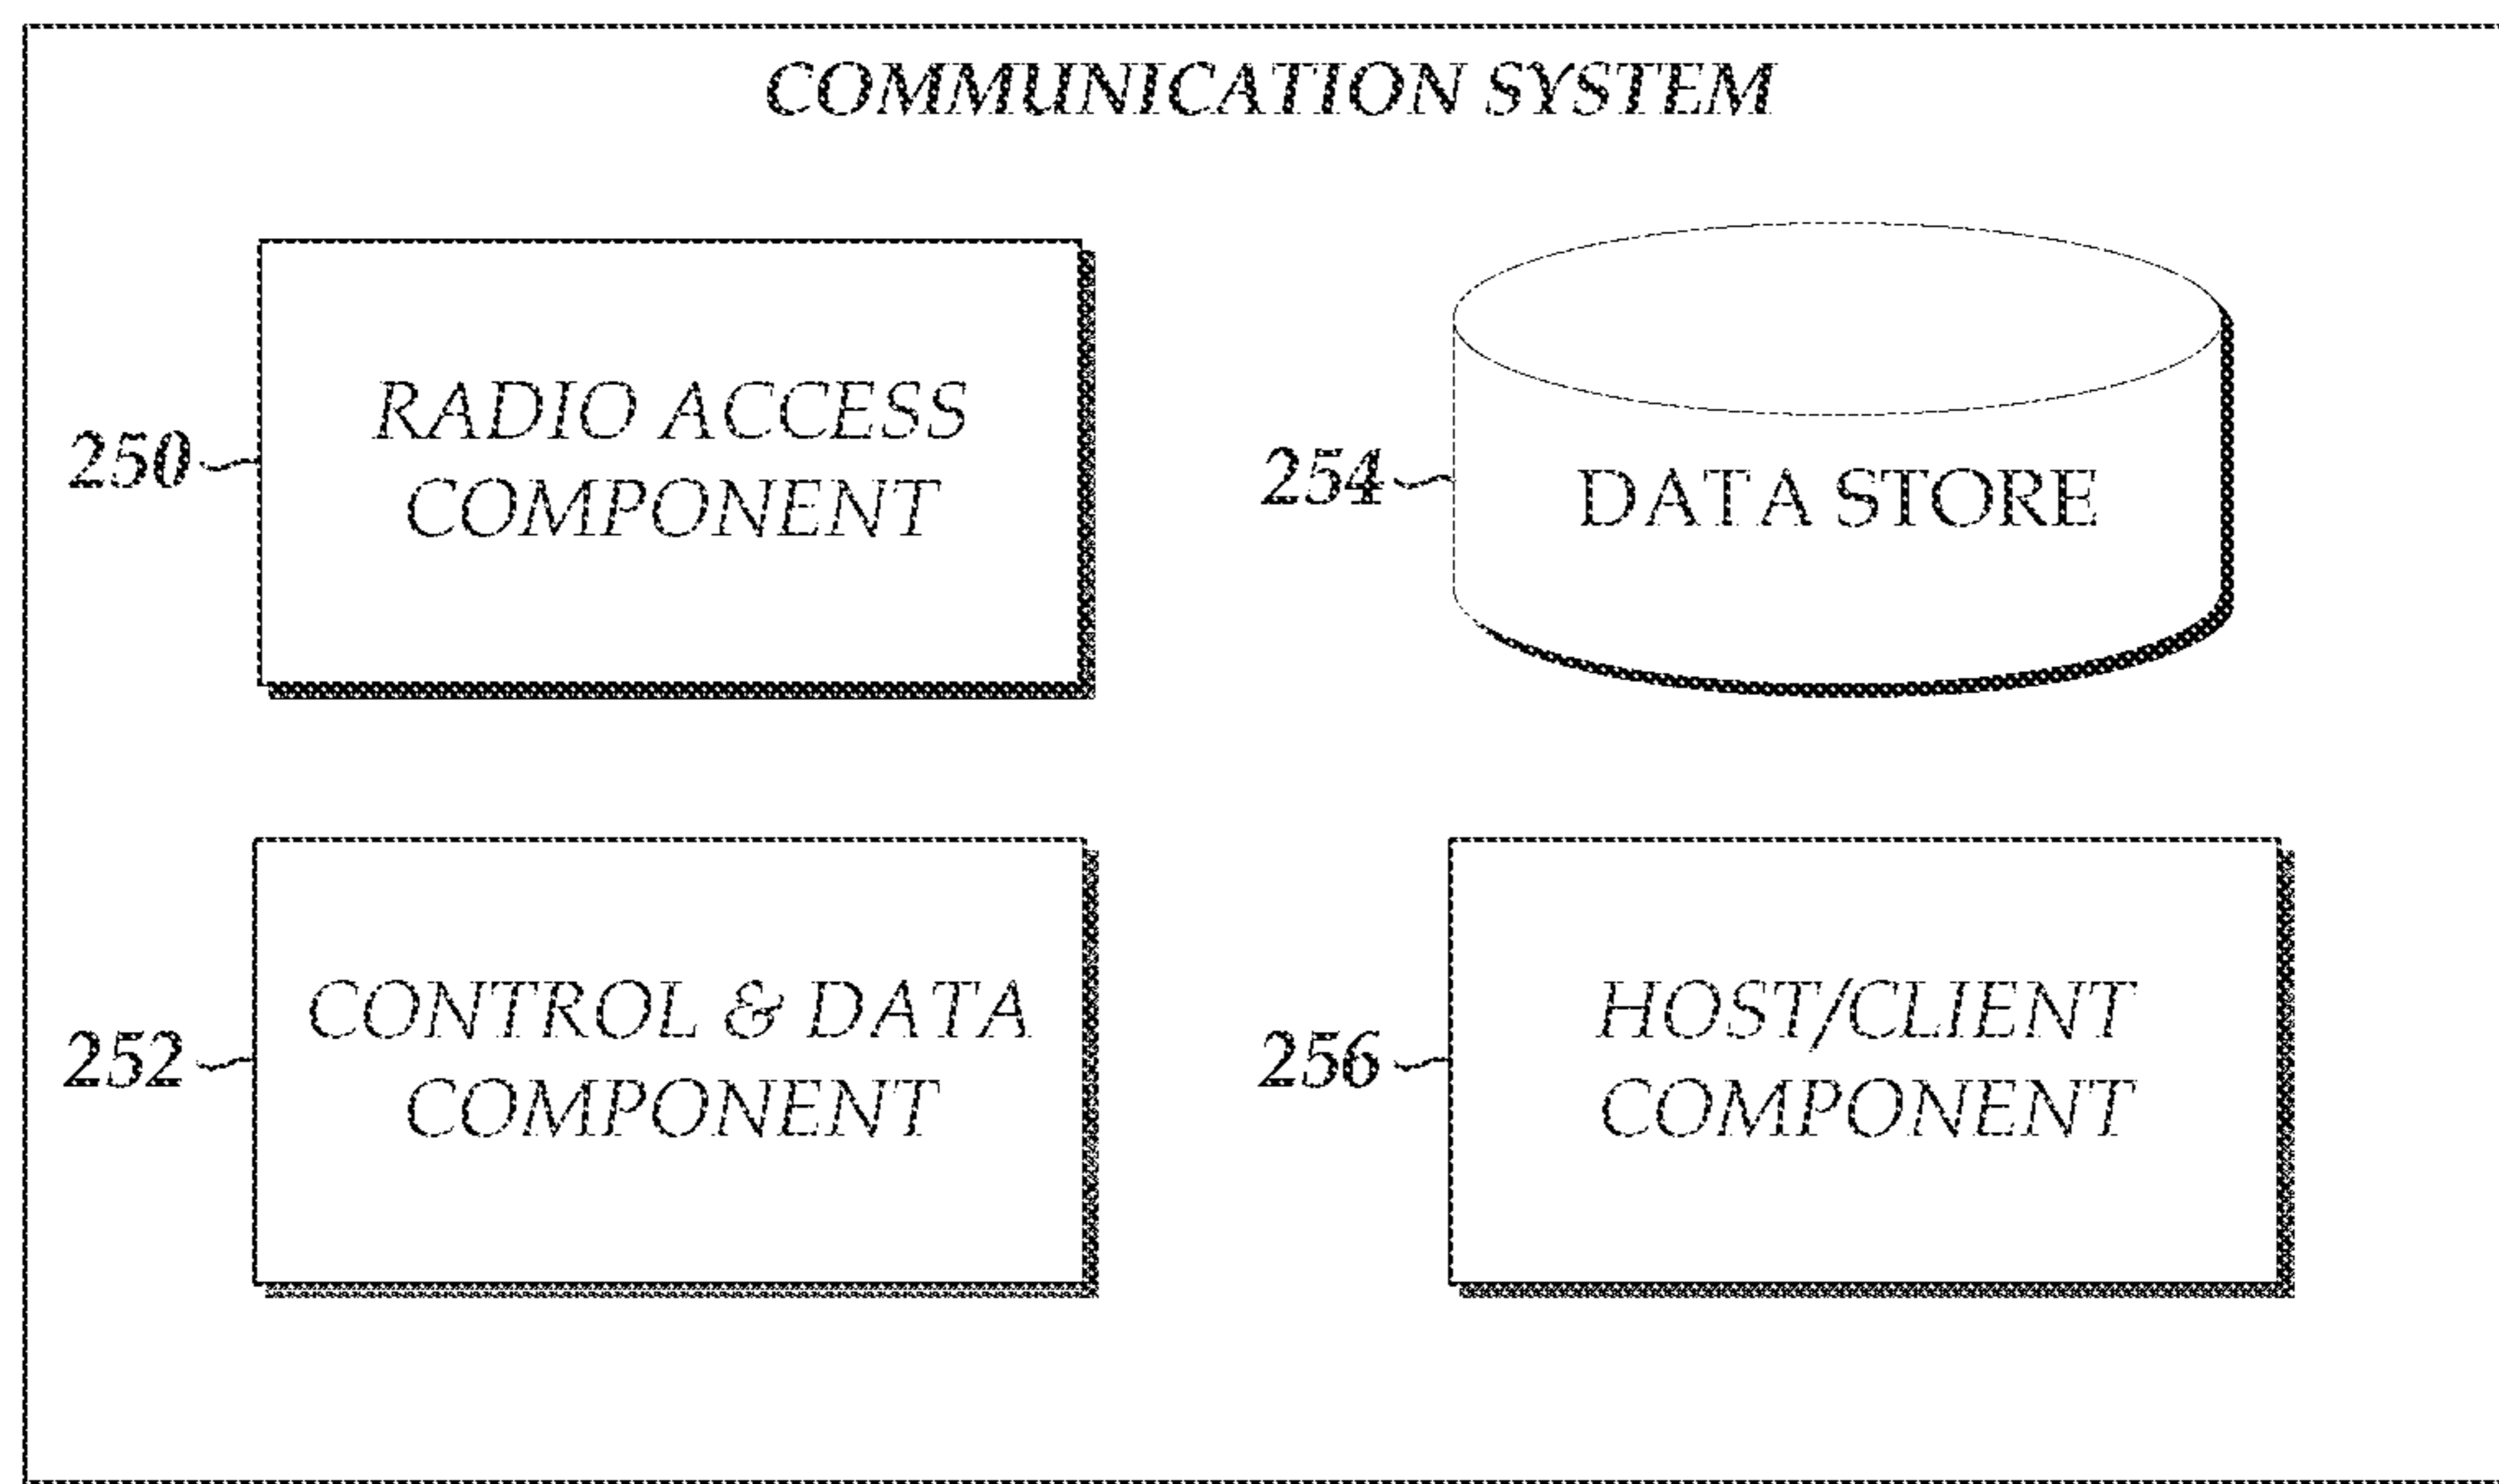 COMMUNICATION SYSTEM
RADIO ACCESS
COMPONENT
250
254
DATA STORE
CONTROL & DATA
COMPONENT
252
256
HOST/CLIENT
COMPONENT